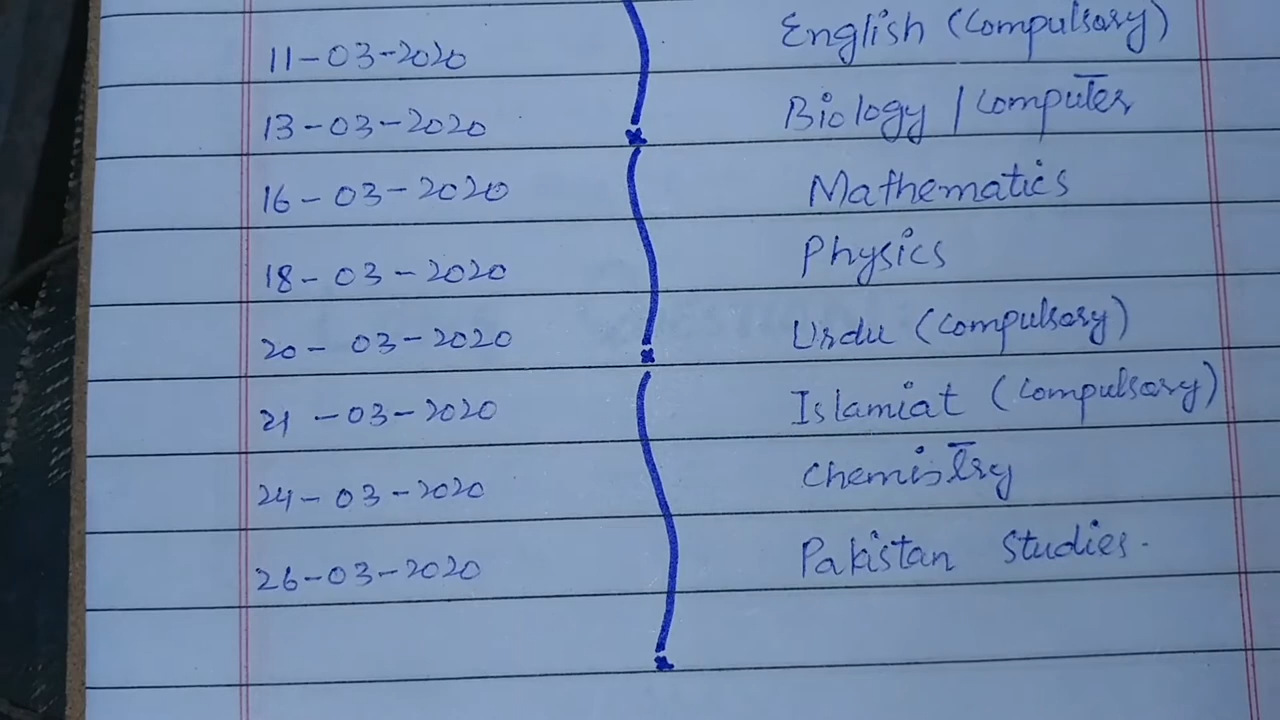 11-03-2020 English (Compulsory)
13-03-2020 Biology / Computer
16-03-2020 Mathematics
18-03-2020 Physics
20-03-2020 Urdu (Compulsory)
21-03-2020 Islamiat (Compulsory)
24-03-2020 Chemistry
26-03-2020 Pakistan Studies.